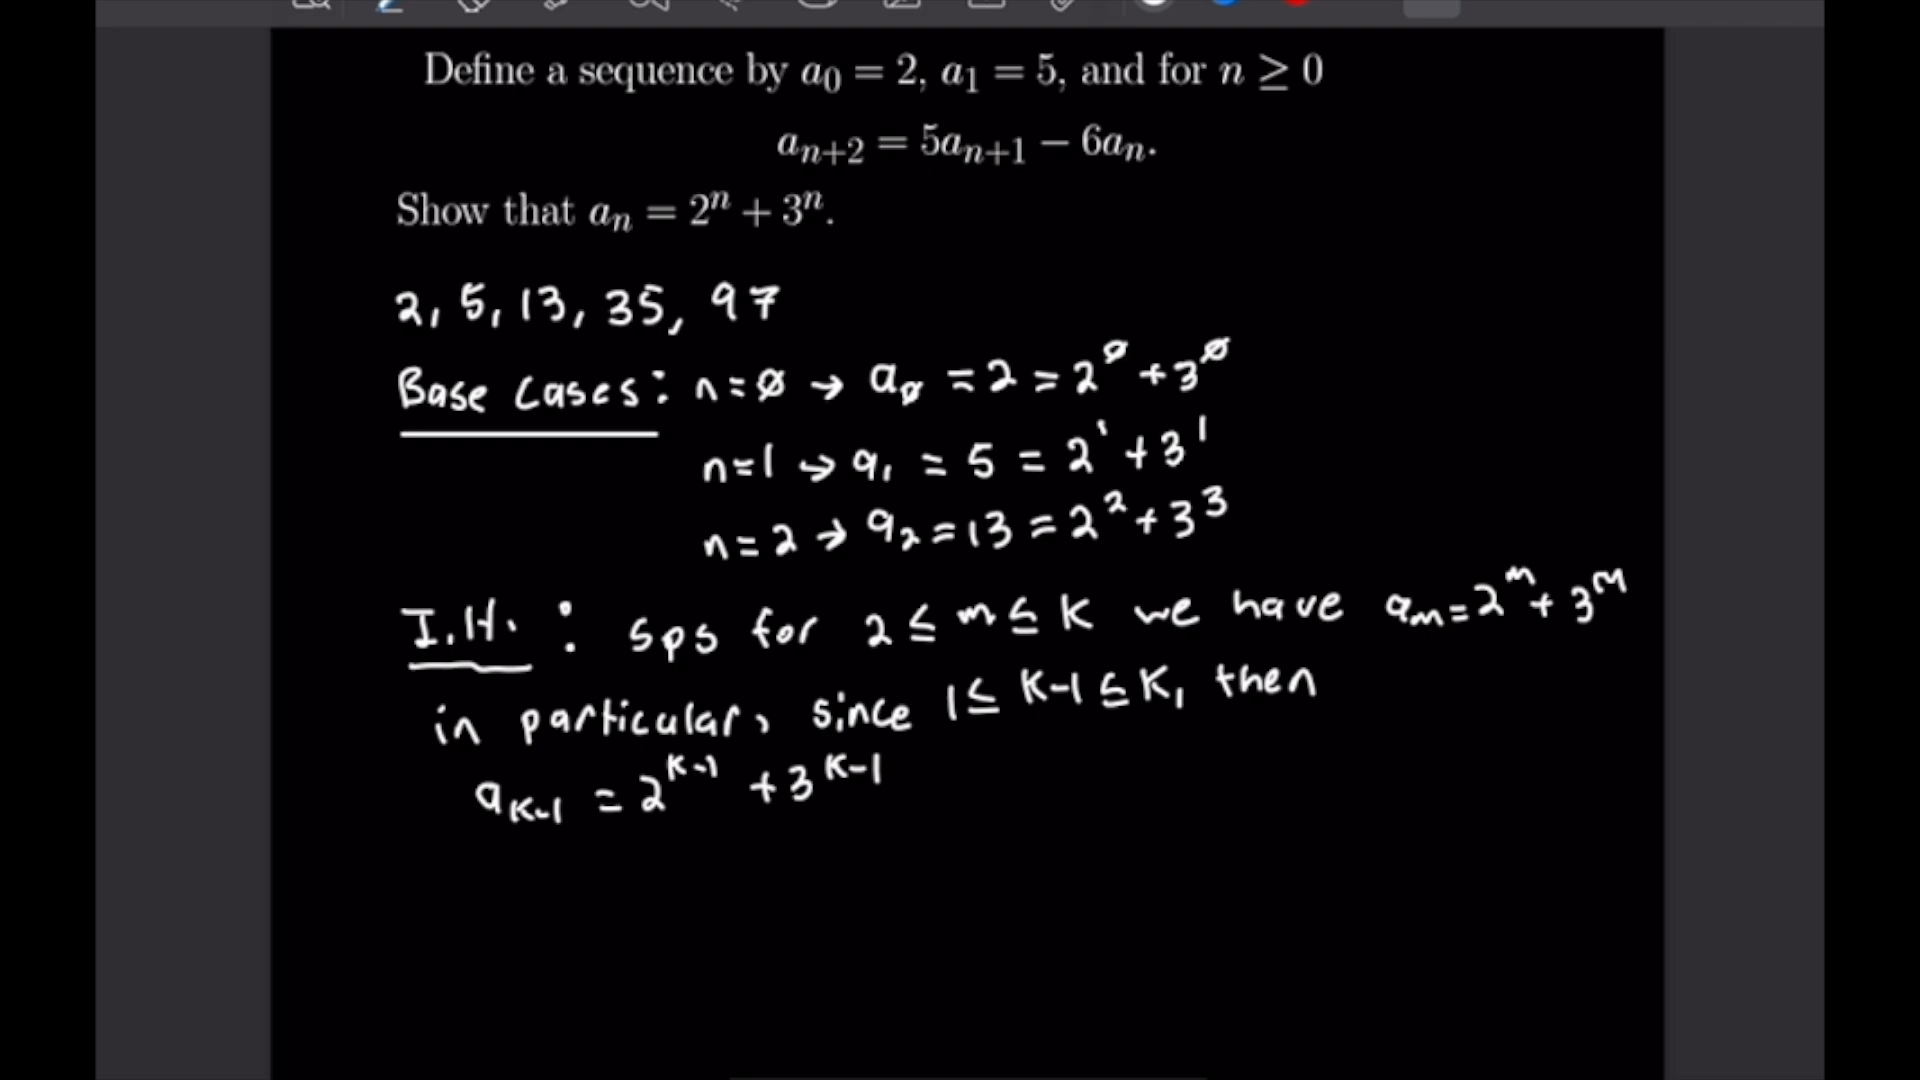 Define a sequence by a₀ = 2, a₁ = 5, and for n ≥ 0
aₙ₊₂ = 5aₙ₊₁ − 6aₙ.
Show that aₙ = 2ⁿ + 3ⁿ.
2, 5, 13, 35, 97
Base Cases: n=0 → a₀ = 2 = 2⁰ + 3⁰
n=1 → a₁ = 5 = 2¹ + 3¹
n=2 → a₂ = 13 = 2² + 3³
I.H. : Sps for 2 ≤ m ≤ K we have aₘ = 2ᵐ + 3ᵐ
in particular, since 1 ≤ K-1 ≤ K, then
a_{K-1} = 2^{K-1} + 3^{K-1}